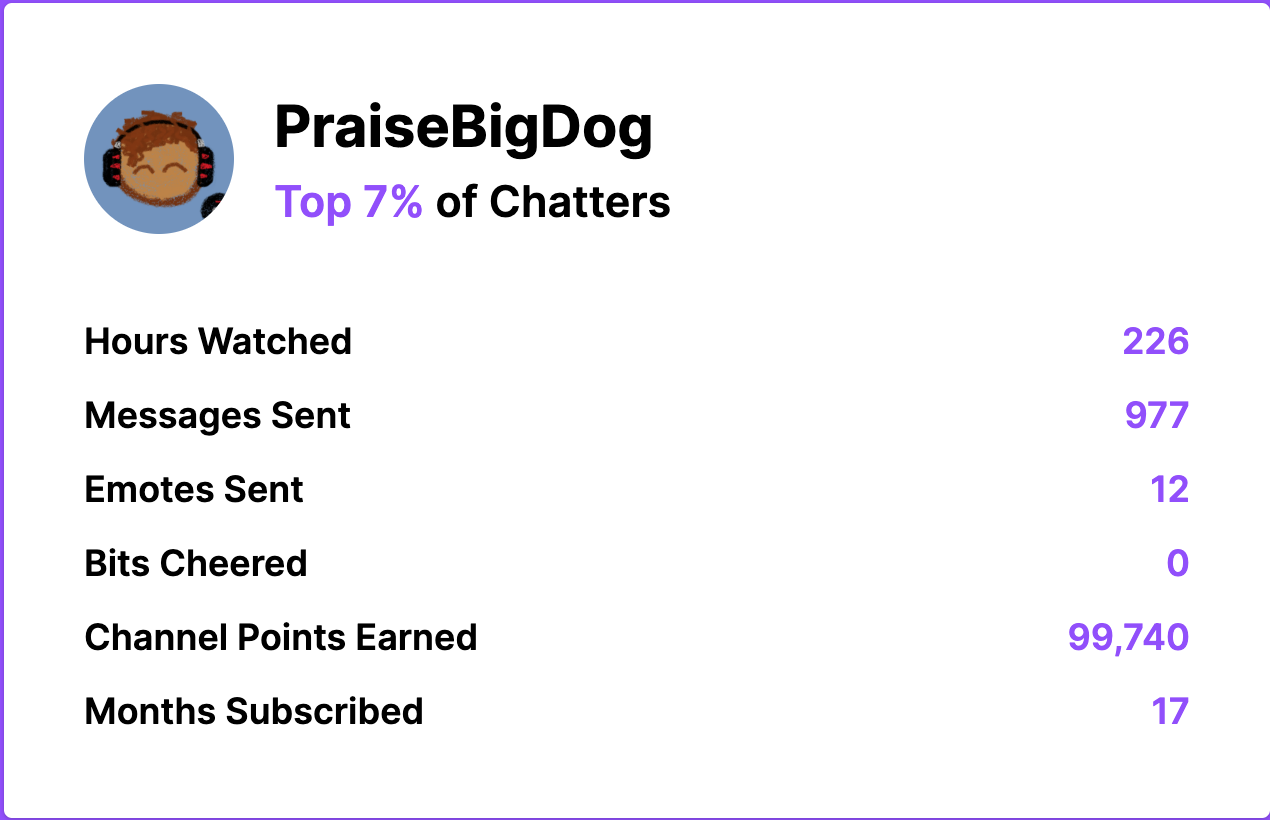 PraiseBigDog
Top 7% of Chatters
Hours Watched 226
Messages Sent 977
Emotes Sent 12
Bits Cheered 0
Channel Points Earned 99,740
Months Subscribed 17